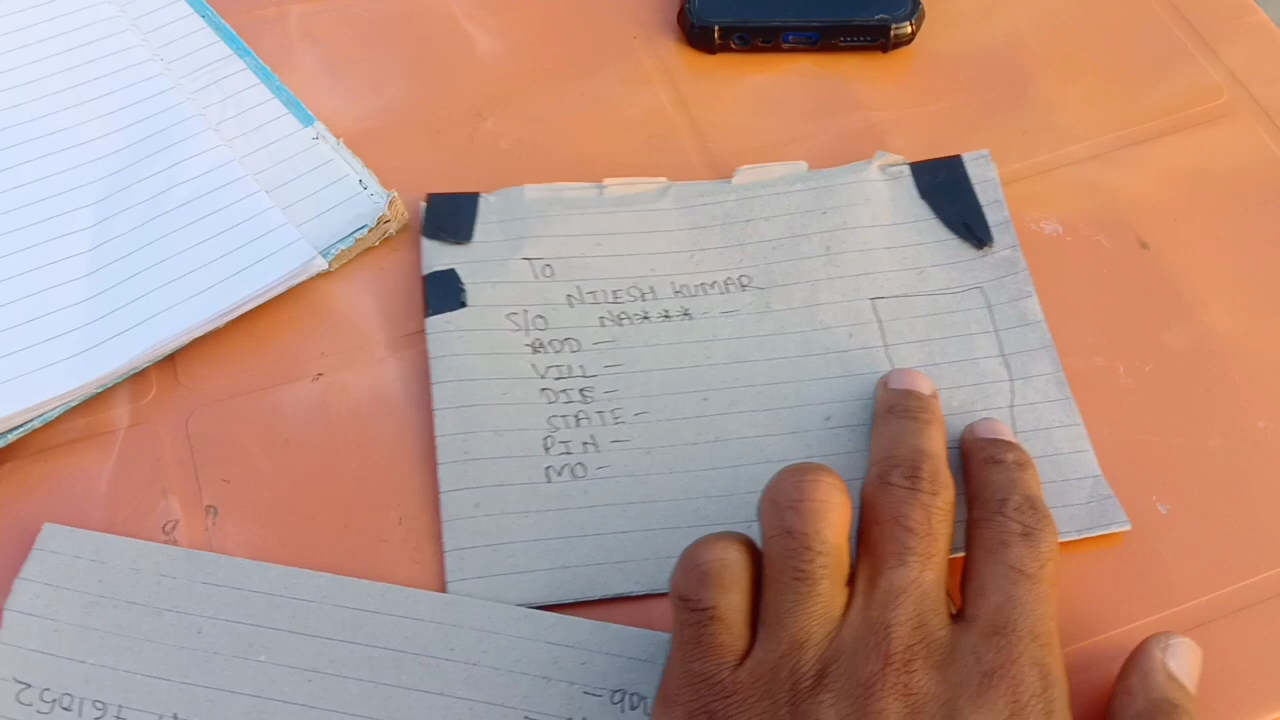 To
NILESH KUMAR
S/O NA*** - -
ADD -
VILL -
DIS -
STATE -
PIN -
MO -